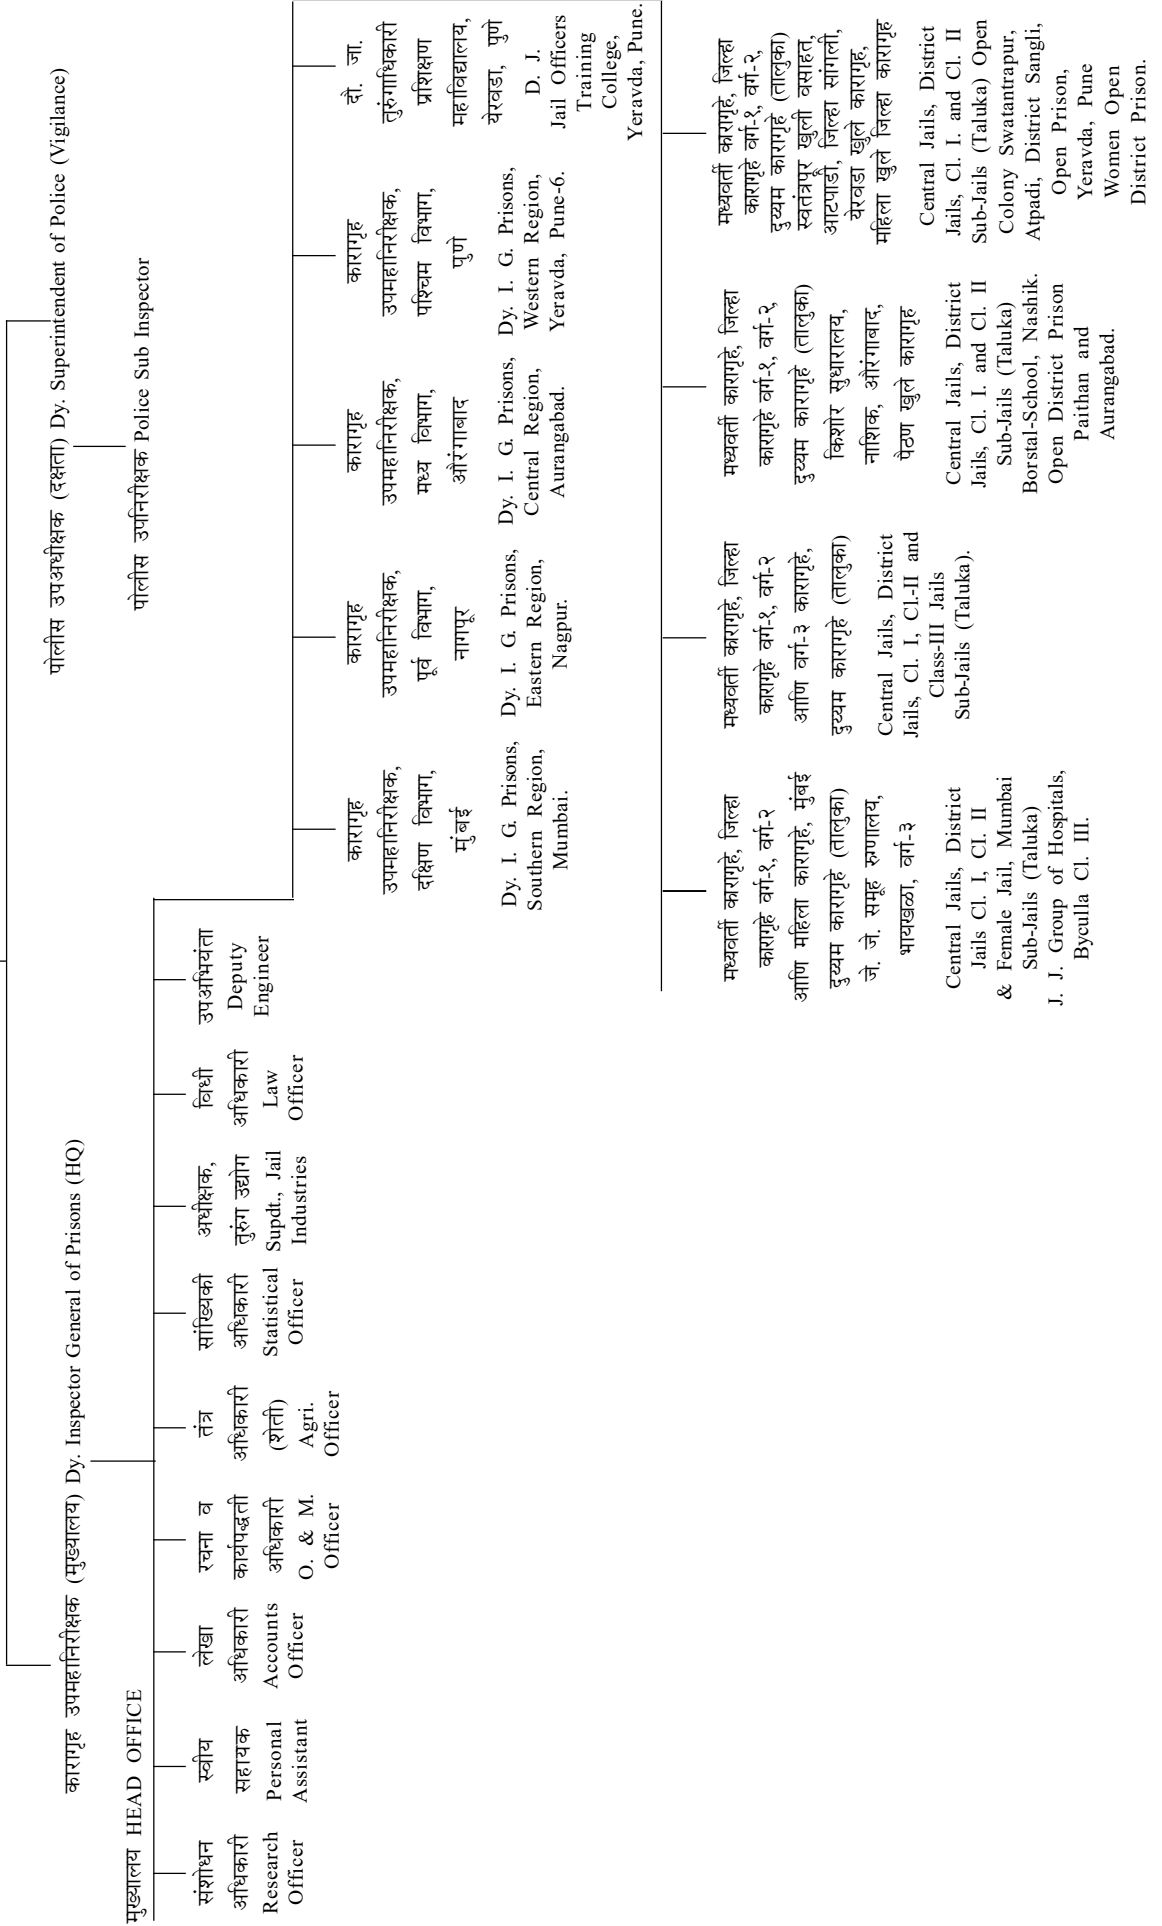 कारागृह उपमहानिरीक्षक (मुख्यालय) Dy. Inspector General of Prisons (HQ)
पोलीस उपअधीक्षक (दक्षता) Dy. Superintendent of Police (Vigilance)
पोलीस उपनिरीक्षक Police Sub Inspector
मुख्यालय HEAD OFFICE
संशोधन
अधिकारी
Research
Officer
स्वीय
सहायक
Personal
Assistant
लेखा
अधिकारी
Accounts
Officer
रचना व
कार्यपद्धती
अधिकारी
O. & M.
Officer
तंत्र
अधिकारी
(शेती)
Agri.
Officer
सांख्यिकी
अधिकारी
Statistical
Officer
अधीक्षक,
तुरुंग उद्योग
Supdt., Jail
Industries
विधी
अधिकारी
Law
Officer
उपअभियंता
Deputy
Engineer
कारागृह
उपमहानिरीक्षक,
दक्षिण विभाग,
मुंबई
Dy. I. G. Prisons,
Southern Region,
Mumbai.
कारागृह
उपमहानिरीक्षक,
पूर्व विभाग,
नागपूर
Dy. I. G. Prisons,
Eastern Region,
Nagpur.
कारागृह
उपमहानिरीक्षक,
मध्य विभाग,
औरंगाबाद
Dy. I. G. Prisons,
Central Region,
Aurangabad.
कारागृह
उपमहानिरीक्षक,
पश्चिम विभाग,
पुणे
Dy. I. G. Prisons,
Western Region,
Yeravda, Pune-6.
दौ. जा.
तुरुंगाधिकारी
प्रशिक्षण
महाविद्यालय,
येरवडा, पुणे
D. J.
Jail Officers
Training
College,
Yeravda, Pune.
मध्यवर्ती कारागृहे, जिल्हा
कारागृहे वर्ग-१, वर्ग-२
आणि महिला कारागृहे, मुंबई
दुय्यम कारागृहे (तालुका)
जे. जे. समूह रुग्णालय,
भायखळा, वर्ग-३
Central Jails, District
Jails Cl. I, Cl. II
& Female Jail, Mumbai
Sub-Jails (Taluka)
J. J. Group of Hospitals,
Byculla Cl. III.
मध्यवर्ती कारागृहे, जिल्हा
कारागृहे वर्ग-१, वर्ग-२
आणि वर्ग-३ कारागृहे,
दुय्यम कारागृहे (तालुका)
Central Jails, District
Jails, Cl. I, Cl.-II and
Class-III Jails
Sub-Jails (Taluka).
मध्यवर्ती कारागृहे, जिल्हा
कारागृहे वर्ग-१, वर्ग-२,
दुय्यम कारागृहे (तालुका)
किशोर सुधारालय,
नाशिक, औरंगाबाद,
पैठण खुले कारागृह
Central Jails, District
Jails, Cl. I. and Cl. II
Sub-Jails (Taluka)
Borstal-School, Nashik.
Open District Prison
Paithan and
Aurangabad.
मध्यवर्ती कारागृहे, जिल्हा
कारागृहे वर्ग-१, वर्ग-२,
दुय्यम कारागृहे (तालुका)
स्वतंत्रपूर खुली वसाहत,
आटपाडी, जिल्हा सांगली,
येरवडा खुले कारागृह,
महिला खुले जिल्हा कारागृह
Central Jails, District
Jails, Cl. I. and Cl. II
Sub-Jails (Taluka) Open
Colony Swatantrapur,
Atpadi, District Sangli,
Open Prison,
Yeravda, Pune
Women Open
District Prison.